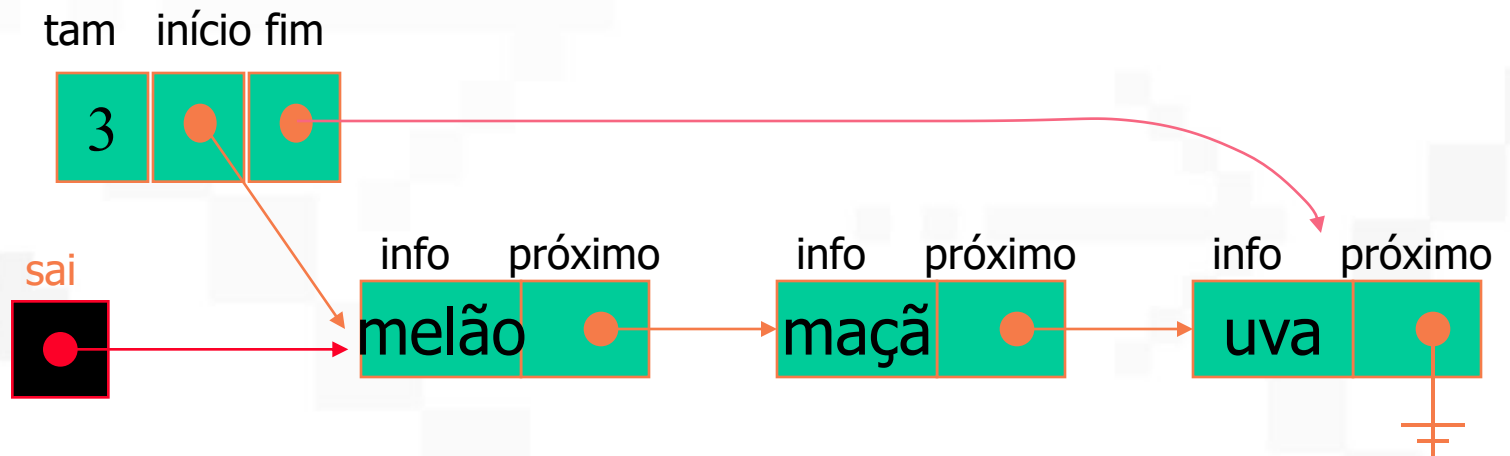 tam início fim
3
sai
info próximo info próximo info próximo
melão maçã uva